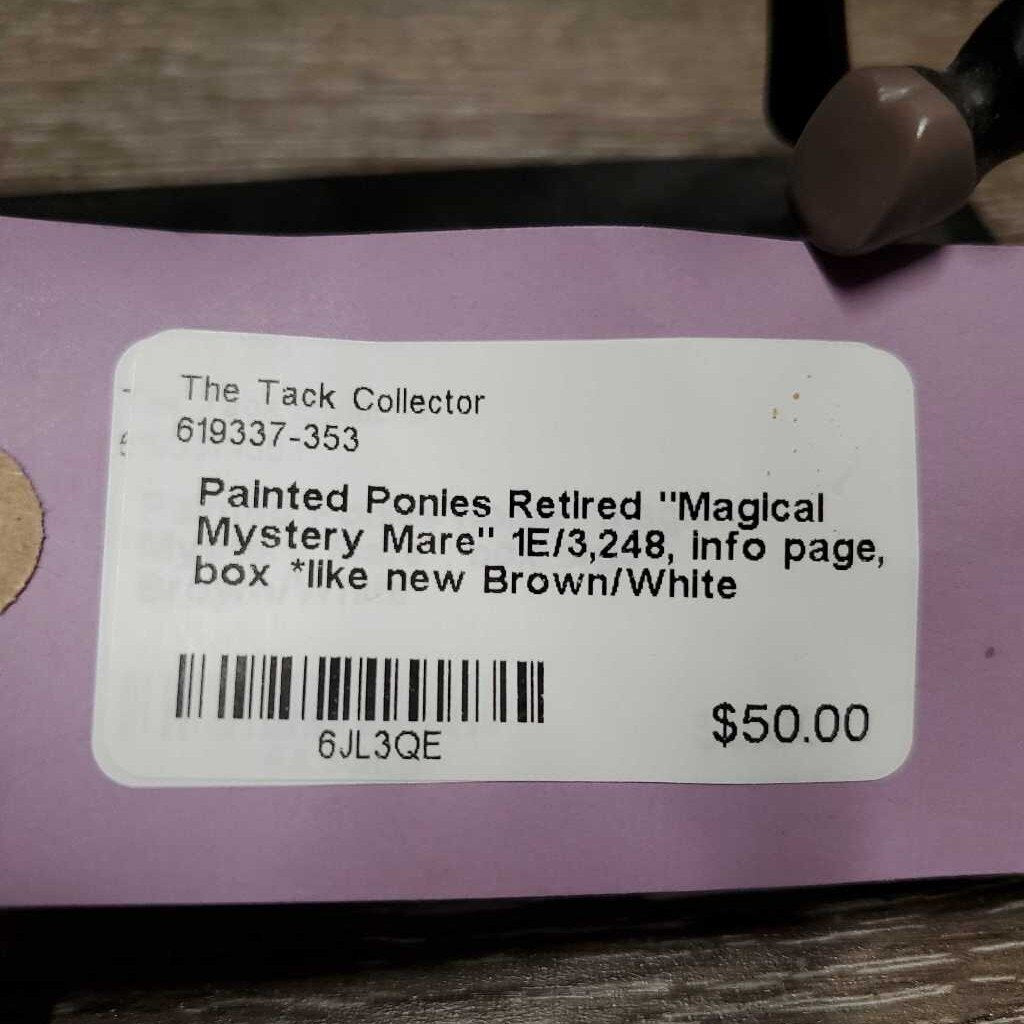 The Tack Collector
619337-353
Painted Ponies Retired "Magical
Mystery Mare" 1E/3,248, info page,
box *like new Brown/White
6JL3QE
$50.00